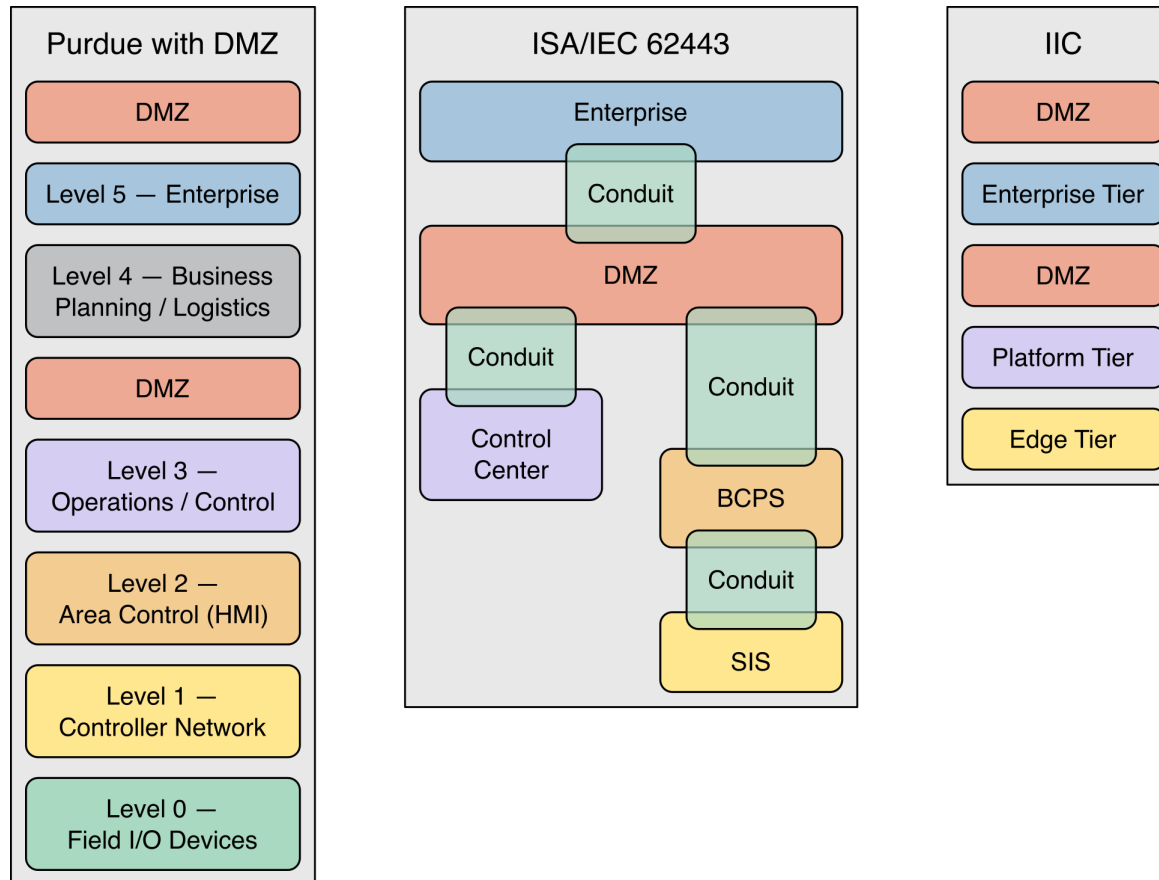 Purdue with DMZ
DMZ
Level 5 — Enterprise
Level 4 — Business
Planning / Logistics
DMZ
Level 3 —
Operations / Control
Level 2 —
Area Control (HMI)
Level 1 —
Controller Network
Level 0 —
Field I/O Devices
ISA/IEC 62443
Enterprise
Conduit
DMZ
Conduit
Conduit
Control
Center
BCPS
Conduit
SIS
IIC
DMZ
Enterprise Tier
DMZ
Platform Tier
Edge Tier